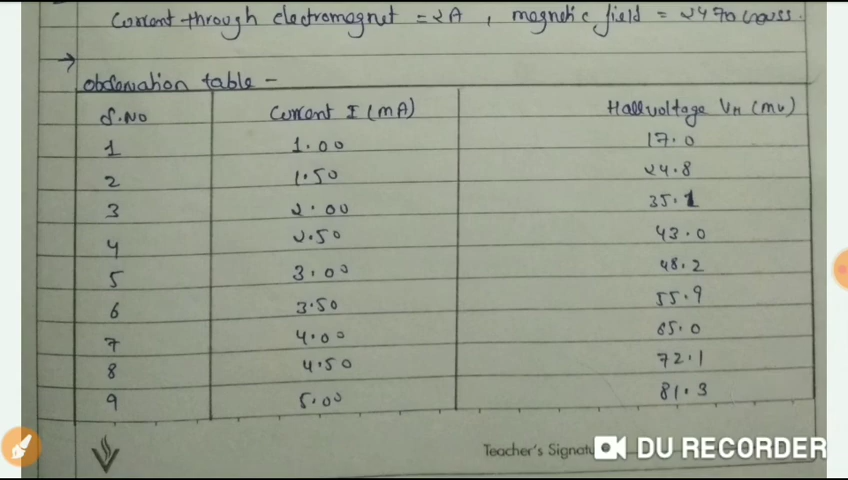 Current through electromagnet = 2A , magnetic field = 2470 Gauss.
→
Observation table -
S.NO Current I (mA) Hall voltage VH (mv)
1 1.00 17.0
2 1.50 24.8
3 2.00 35.1
4 2.50 43.0
5 3.00 48.2
6 3.50 55.9
7 4.00 65.0
8 4.50 72.1
9 5.00 81.3
Teacher's Signatu DU RECORDER